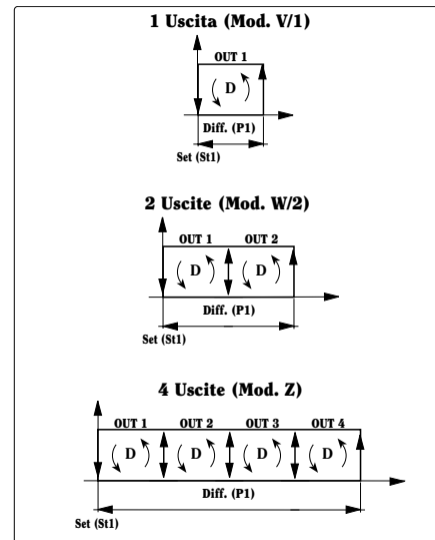 1 Uscita (Mod. V/1)
OUT 1
D
Diff. (P1)
Set (St1)
2 Uscite (Mod. W/2)
OUT 1 OUT 2
D D
Diff. (P1)
Set (St1)
4 Uscite (Mod. Z)
OUT 1 OUT 2 OUT 3 OUT 4
D D D D
Diff. (P1)
Set (St1)